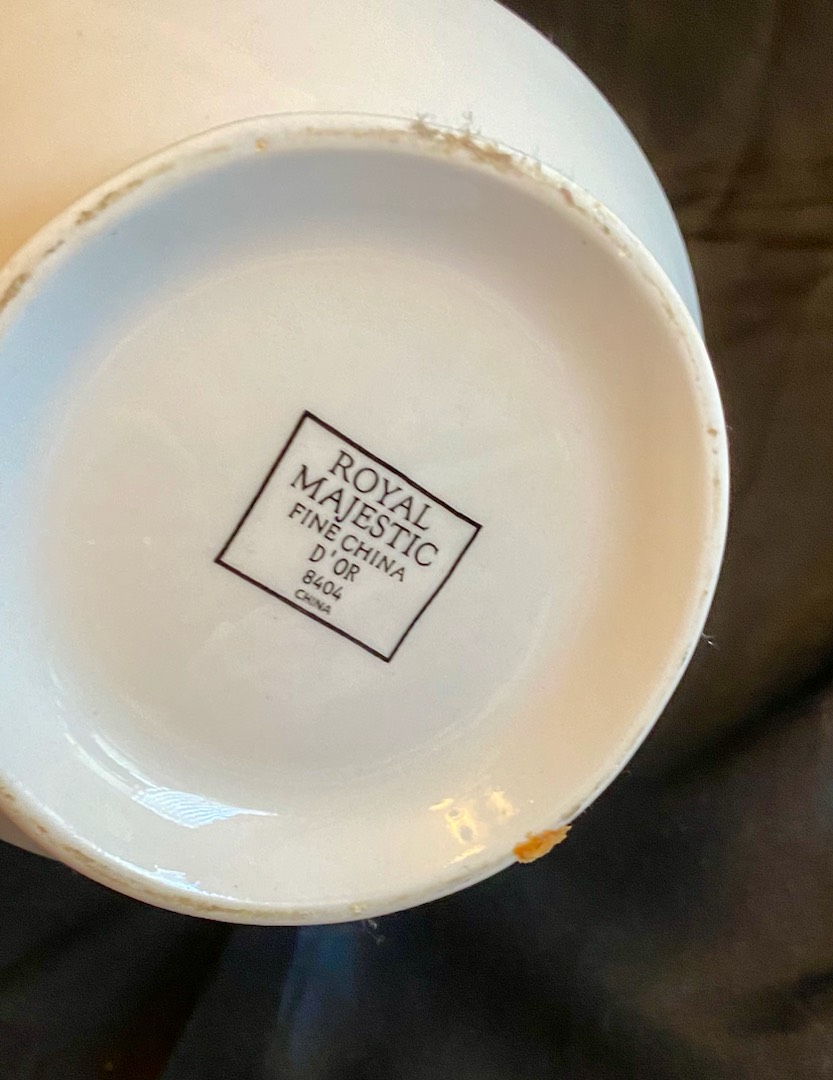 ROYAL
MAJESTIC
FINE CHINA
D'OR
8404
CHINA